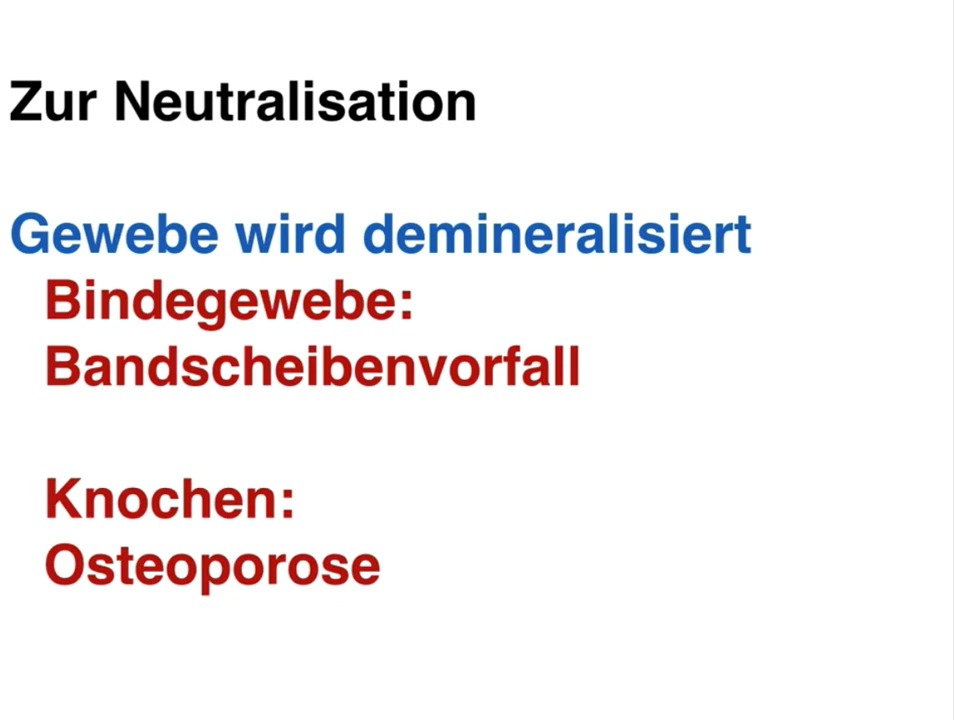 Zur Neutralisation
Gewebe wird demineralisiert
Bindegewebe:
Bandscheibenvorfall
Knochen:
Osteoporose